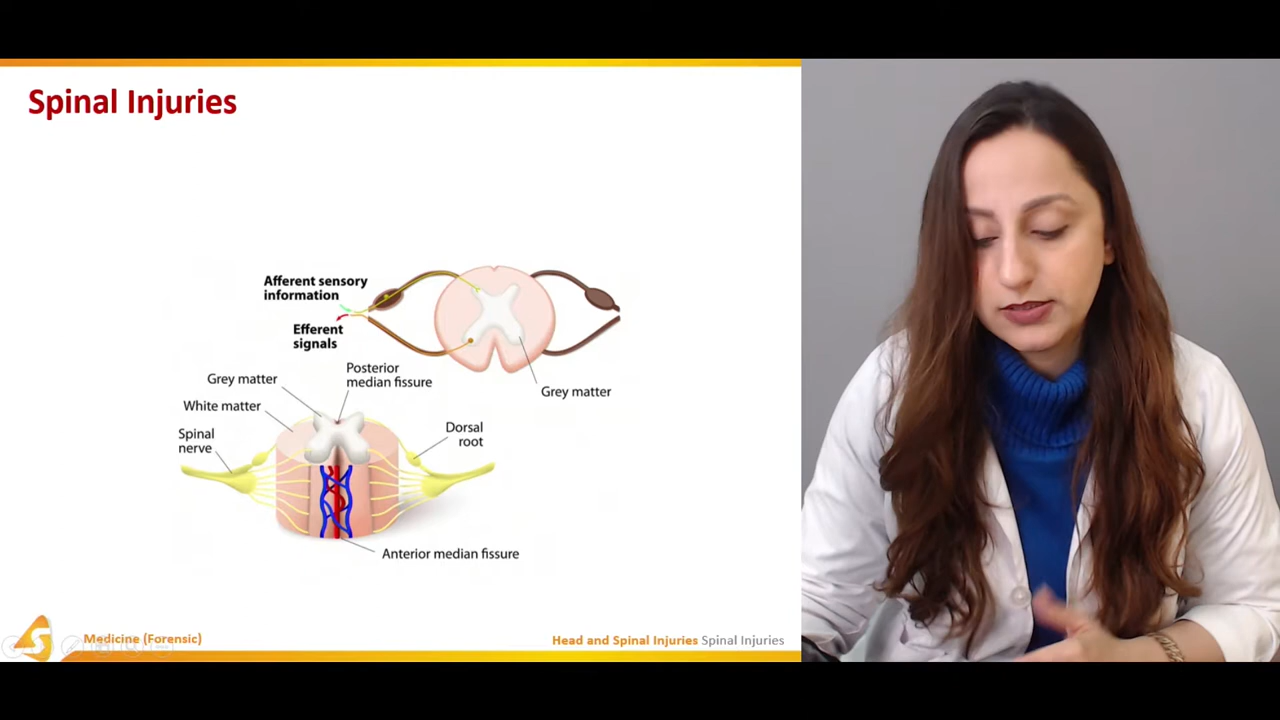 Spinal Injuries
Afferent sensory
information
Efferent
signals
Posterior
median fissure
Grey matter
Grey matter
White matter
Dorsal
root
Spinal
nerve
Anterior median fissure
Medicine (Forensic)
Head and Spinal Injuries Spinal Injuries